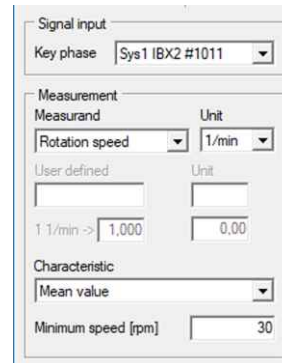 Signal input
Key phase Sys1 IBX2 #1011
Measurement
Measurand Unit
Rotation speed 1/min
User defined Unit
1 1/min -> 1,000 0,00
Characteristic
Mean value
Minimum speed [rpm] 30